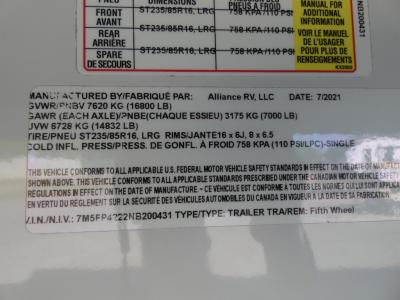 FRONT ST235/85R16, LRG 758 KPA/110 PSI MANUAL FOR
AVANT ADDITIONAL
INFORMATION
REAR ST235/85R16, LRG 758 KPA/110 PSI
ARRIÈRE VOIR LE MANUEL
DE L'USAGER
SPARE POUR PLUS DE
DE SECOURS RENSEIGNEMENTS
NB200431
MANUFACTURED BY/FABRIQUÉ PAR: Alliance RV, LLC DATE: 7/2021
GVWR/PNBV 7620 KG (16800 LB)
GAWR (EACH AXLE)/PNBE(CHAQUE ESSIEU) 3175 KG (7000 LB)
UVW 6728 KG (14832 LB)
TIRE/PNEU ST235/85R16, LRG RIMS/JANTE16 x 6J, 8 x 6.5
COLD INFL. PRESS/PRESS. DE GONFL. À FROID 758 KPA (110 PSI/LPC)-SINGLE
THIS VEHICLE CONFORMS TO ALL APPLICABLE U.S. FEDERAL MOTOR VEHICLE SAFETY STANDARDS IN EFFECT ON THE DATE OF MANUFACTURE
SHOWN ABOVE. THIS VEHICLE CONFORMS TO ALL APPLICABLE STANDARDS PRESCRIBED UNDER THE CANADIAN MOTOR VEHICLE SAFETY
REGULATIONS IN EFFECT ON THE DATE OF MANUFACTURE / CE VÉHICULE EST CONFORME À TOUTES LES NORMES QUI LUI SONT APPLICABLES
EN VERTU DU RÈGLEMENT SUR LA SÉCURITÉ DES VÉHICULES AUTOMOBILES DU CANADA EN VIGUEUR À LA DATE DE SA FABRICATION
V.I.N./N.I.V.: 7M5FP4222NB200431 TYPE/TYPE: TRAILER TRA/REM: Fifth Wheel